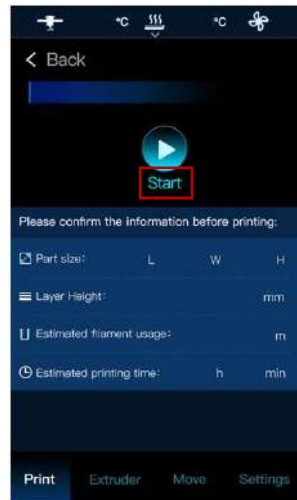 °C °C
< Back
Start
Please confirm the information before printing:
Part size: L W H
Layer Height: mm
Estimated filament usage: m
Estimated printing time: h min
Print Extruder Move Settings